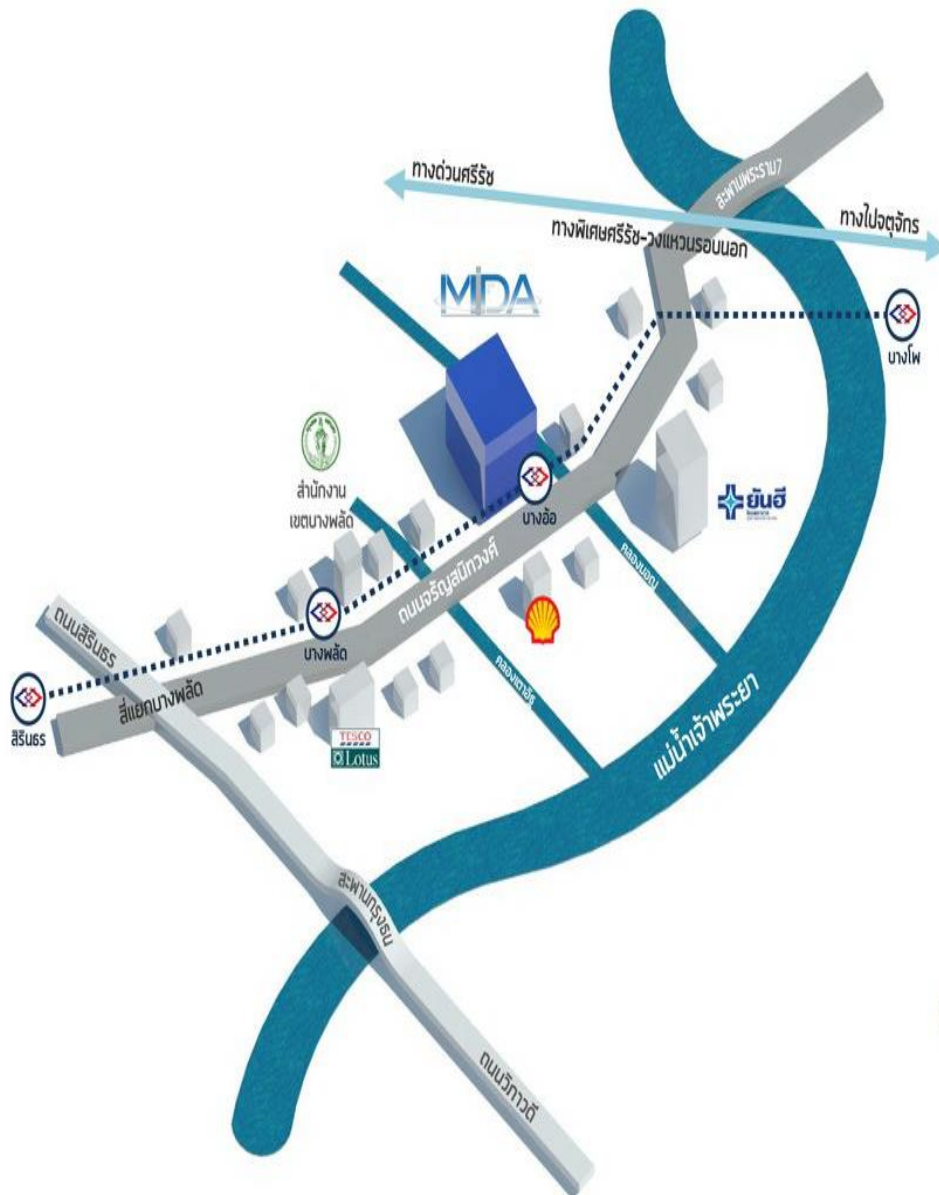 สะพานพระราม7
ทางด่วนศรีรัช
ทางไปจตุจักร
ทางพิเศษศรีรัช-วงแหวนรอบนอก
MIDA
บางโพ
สำนักงาน
เขตบางพลัด
ยันฮี
บางอ้อ
คลองมอญ
ถนนจรัญสนิทวงศ์
ถนนสิรินธร
บางพลัด
สี่แยกบางพลัด
สิรินธร
คลองเตาอิฐ
TESCO
Lotus
แม่น้ำเจ้าพระยา
สะพานกรุงธน
ถนนวิภาวดี